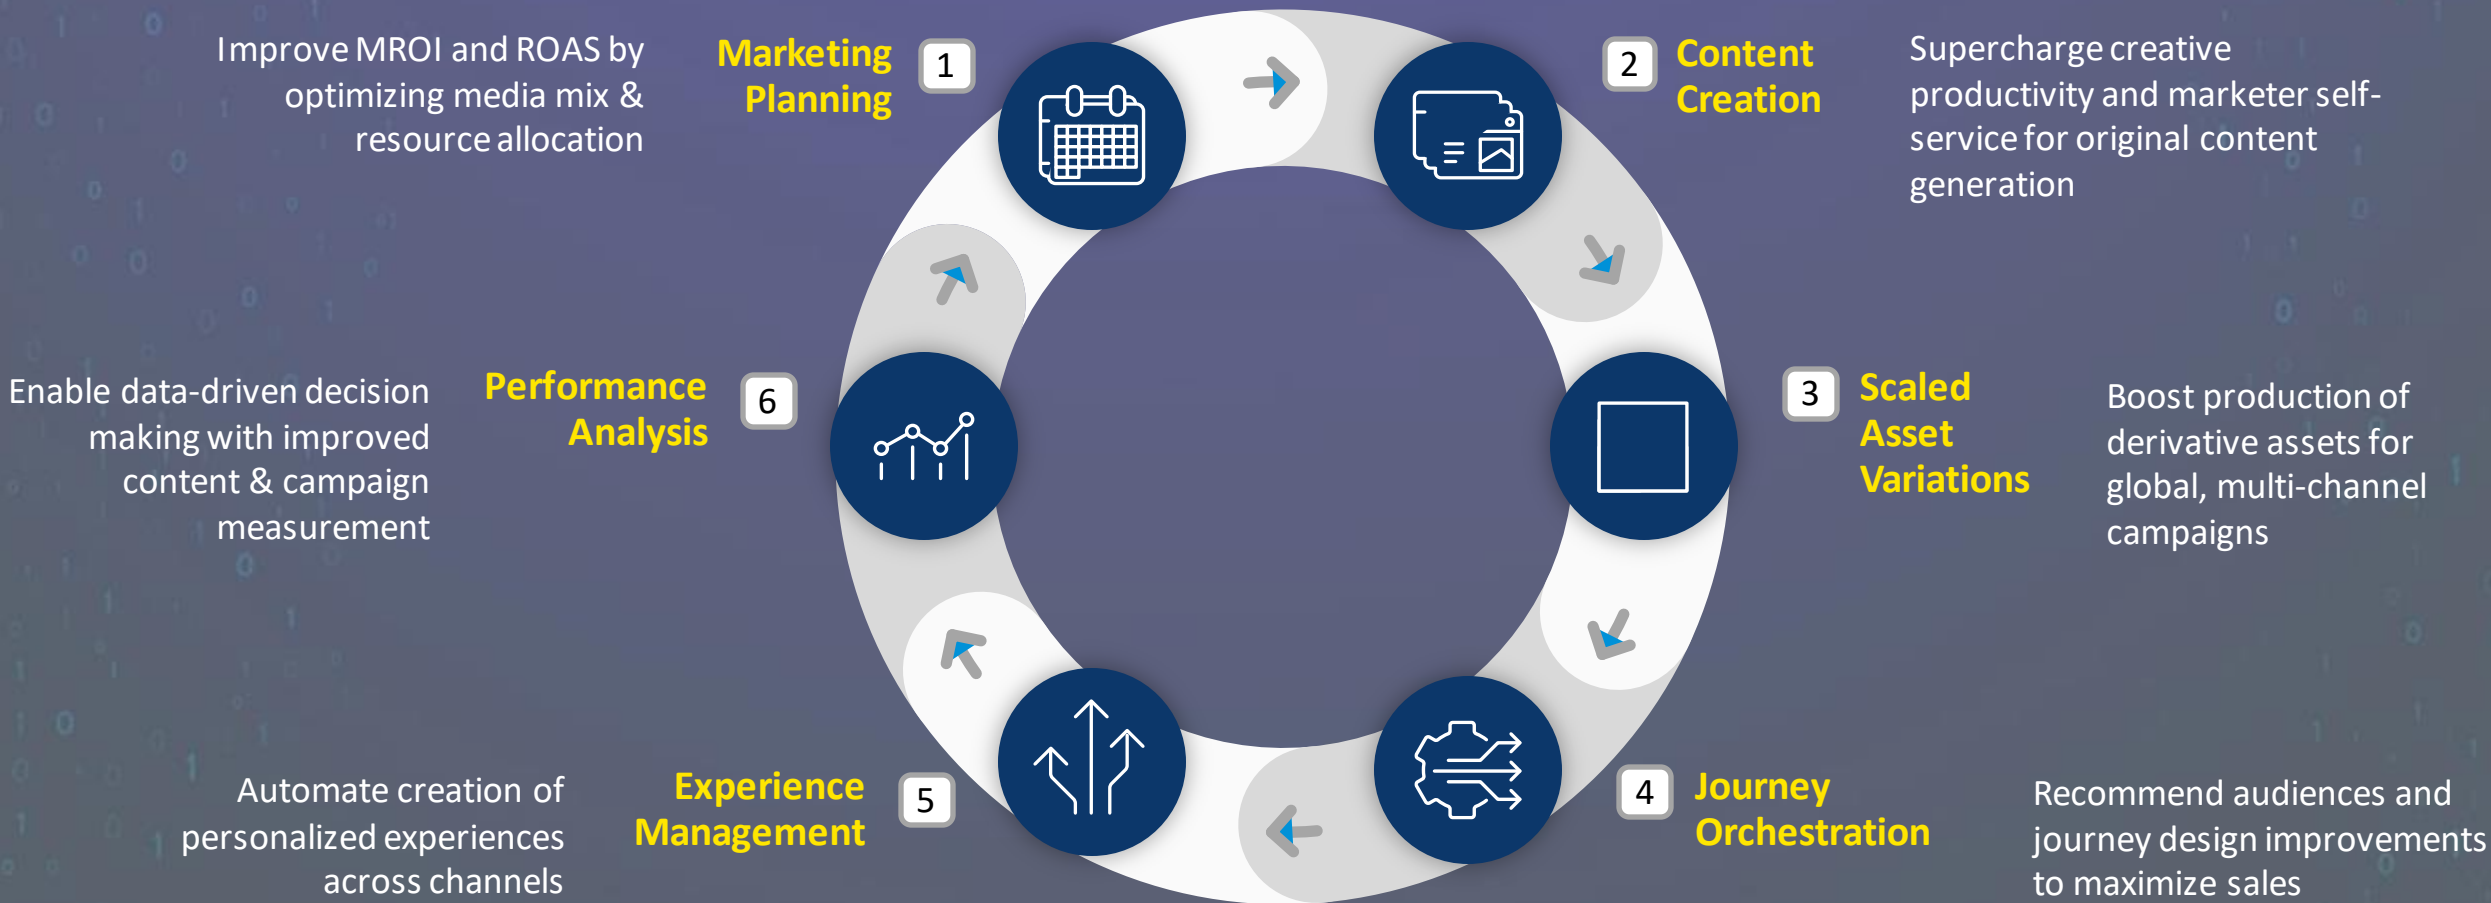 Improve MROI and ROAS by
optimizing media mix &
resource allocation
Marketing
Planning
1
2
Content
Creation
Supercharge creative
productivity and marketer self-
service for original content
generation
3
Scaled
Asset
Variations
Boost production of
derivative assets for
global, multi-channel
campaigns
4
Journey
Orchestration
Recommend audiences and
journey design improvements
to maximize sales
Automate creation of
personalized experiences
across channels
Experience
Management
5
Enable data-driven decision
making with improved
content & campaign
measurement
Performance
Analysis
6